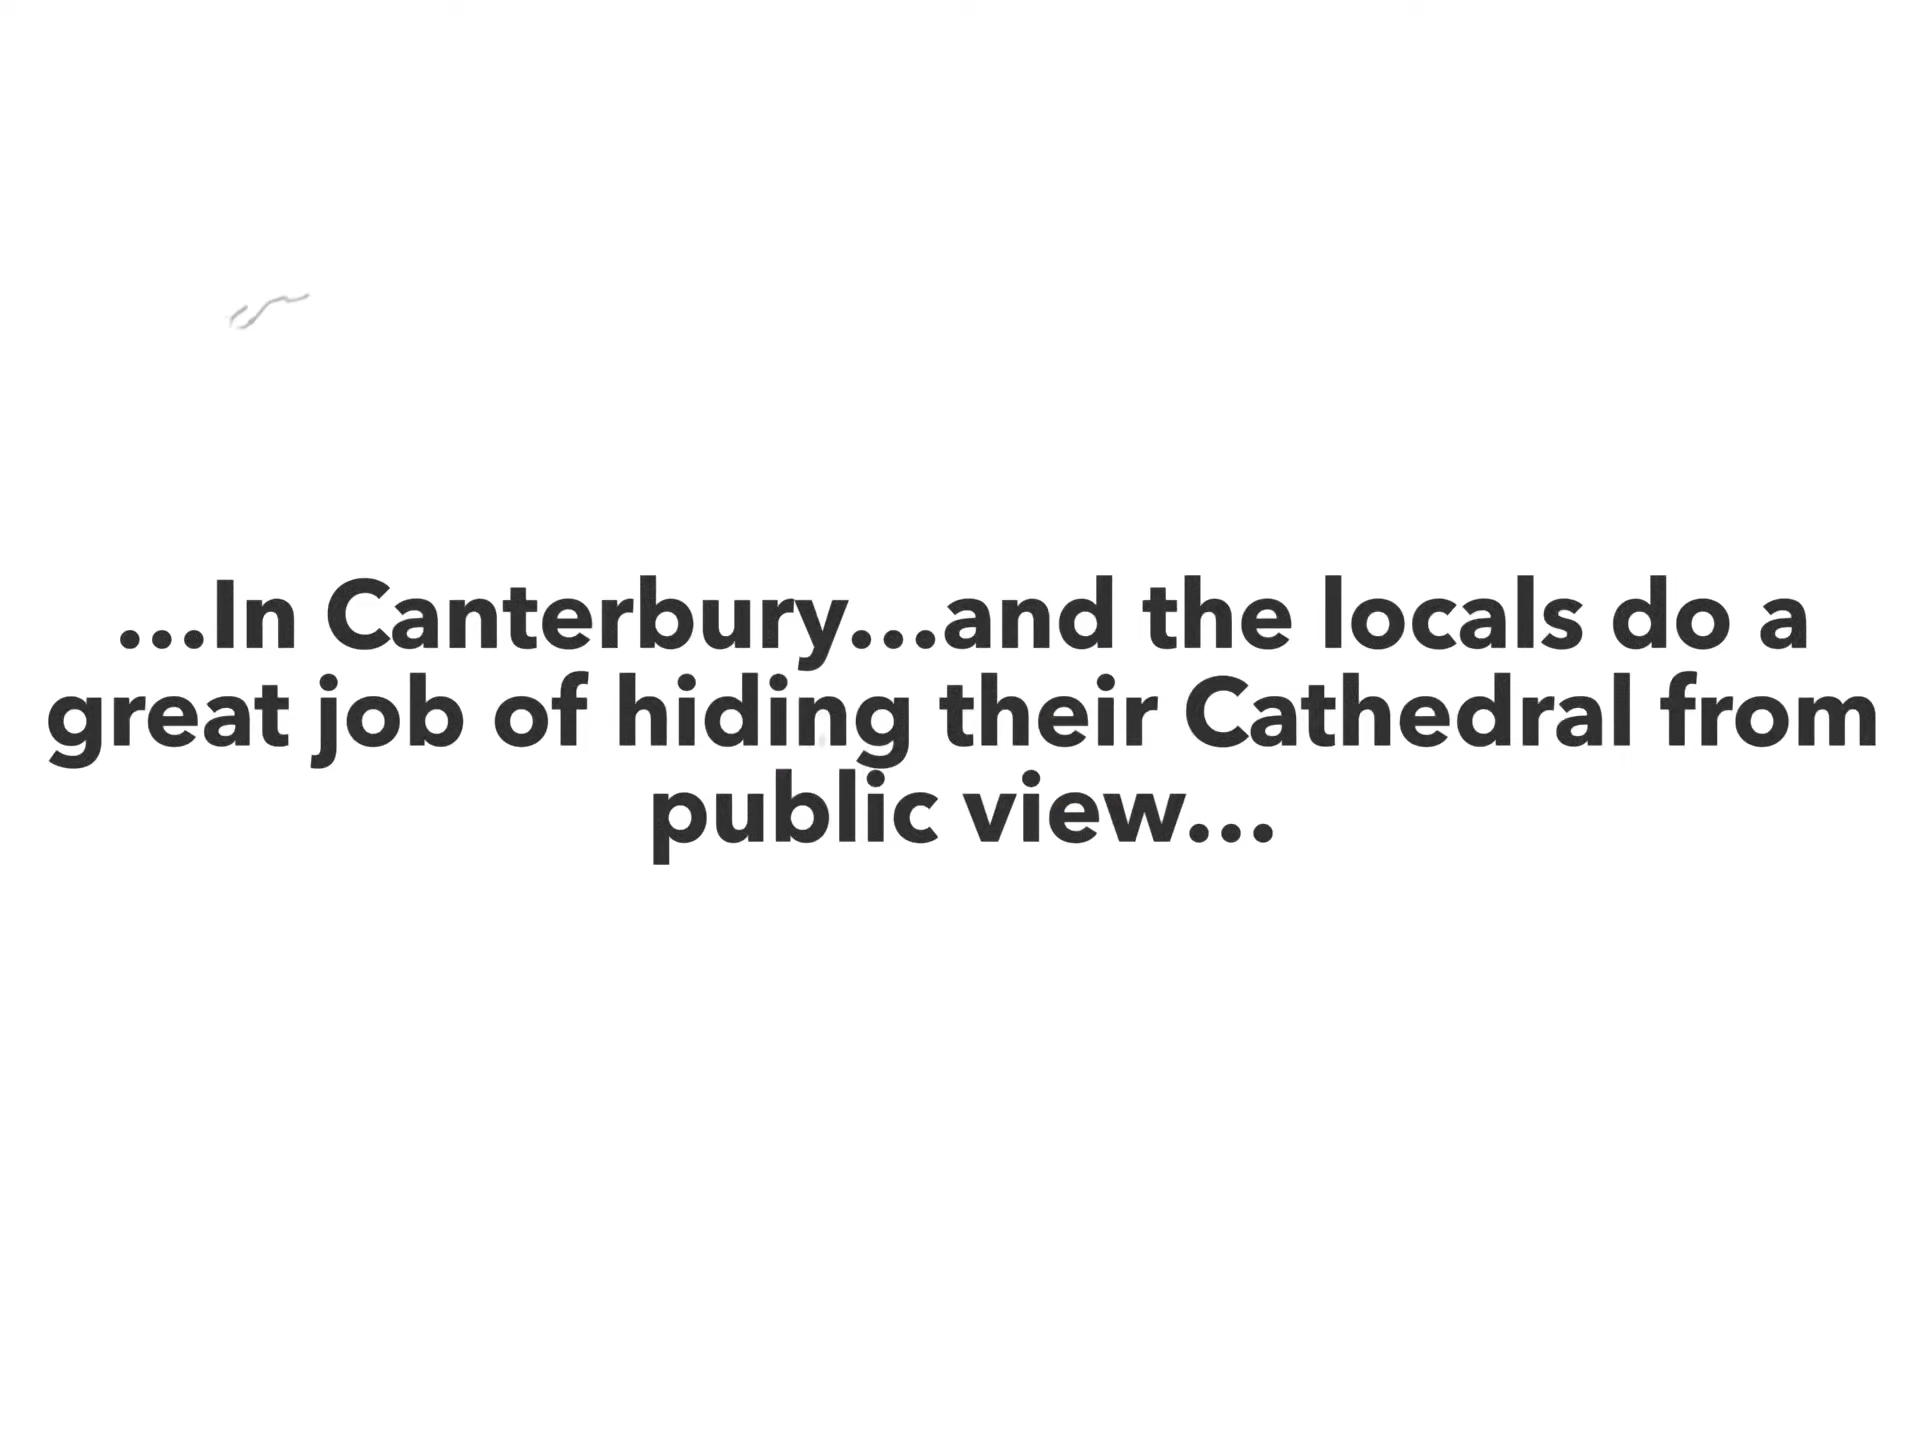 ...In Canterbury...and the locals do a
great job of hiding their Cathedral from
public view...